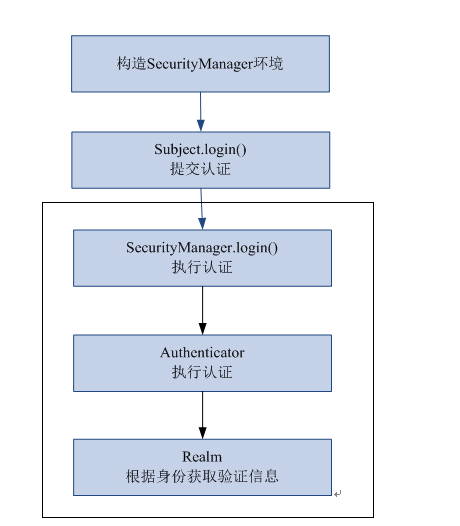 构造SecurityManager环境
Subject.login()
提交认证
SecurityManager.login()
执行认证
Authenticator
执行认证
Realm
根据身份获取验证信息